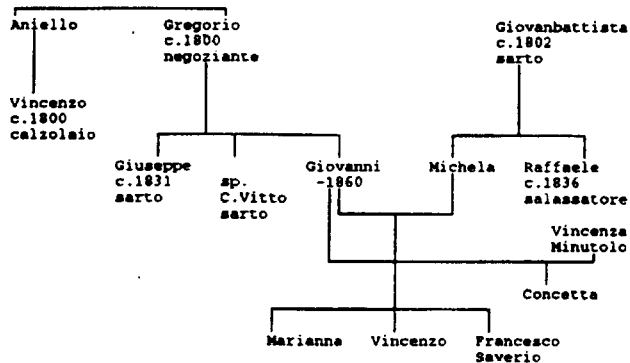 Aniello
Gregorio
c.1800
negoziante
Giovanbattista
c.1802
sarto
Vincenzo
c.1800
calzolaio
Giuseppe
c.1831
sarto
sp.
C.Vitto
sarto
Giovanni
-1860
Michela
Raffaele
c.1836
salassatore
Vincenza
Minutolo
Concetta
Marianna
Vincenzo
Francesco
Saverio